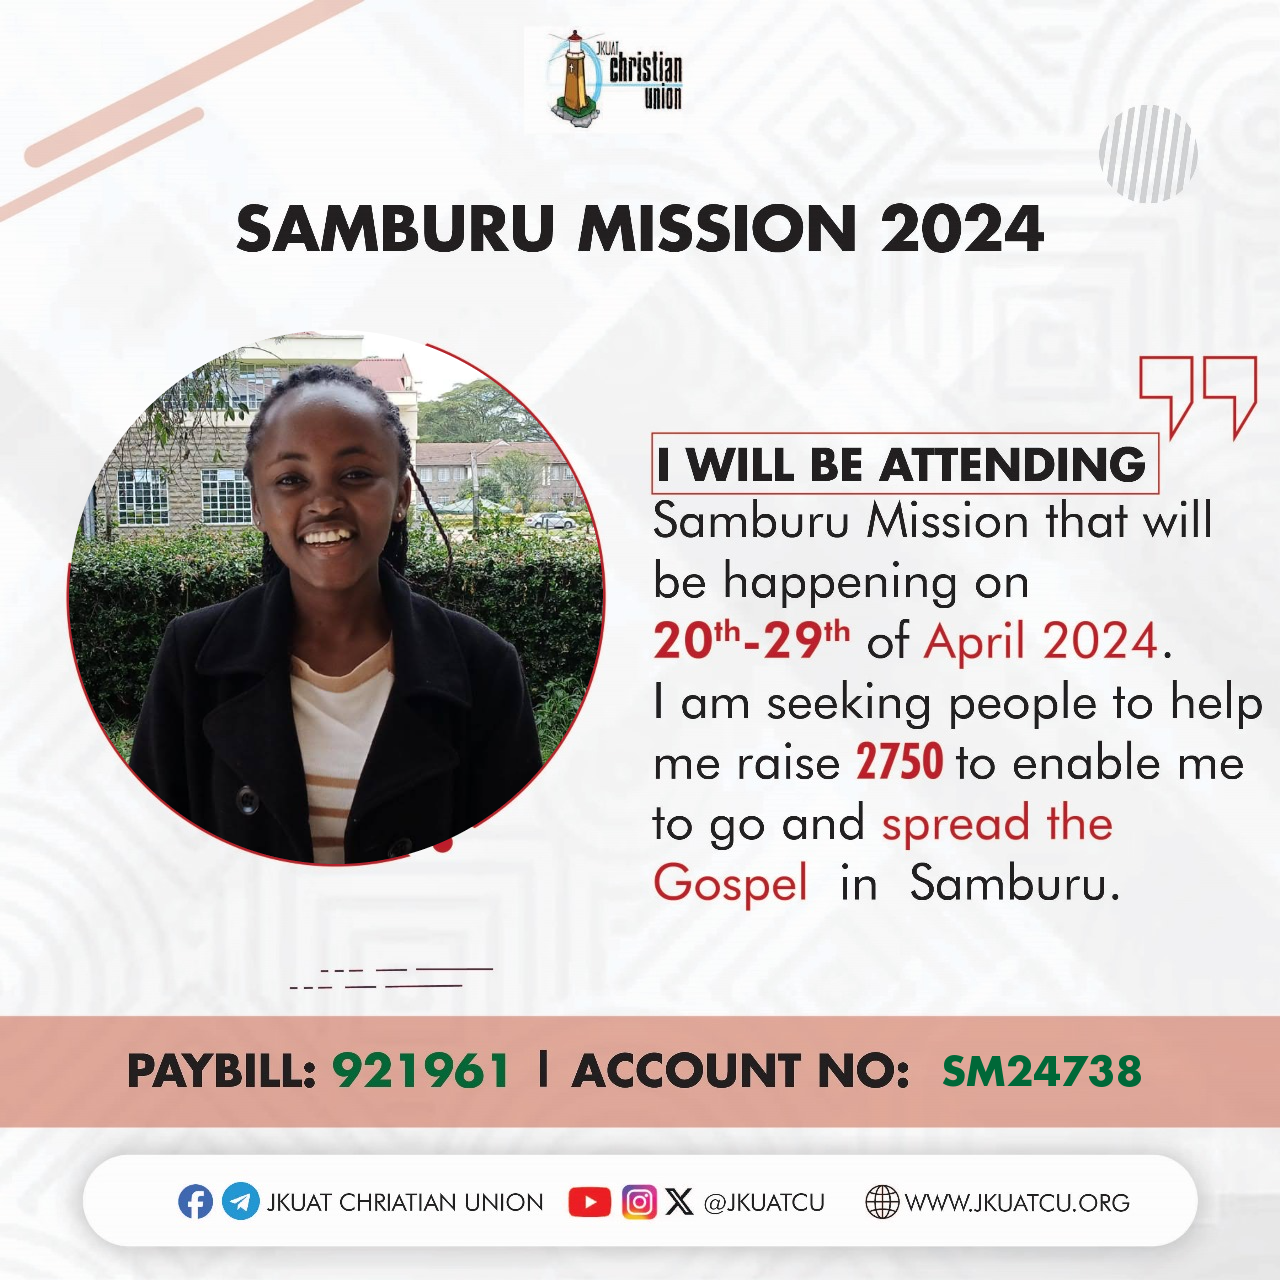 JKUAT
christian
union
SAMBURU MISSION 2024
I WILL BE ATTENDING
Samburu Mission that will
be happening on
20th-29th of April 2024.
I am seeking people to help
me raise 2750 to enable me
to go and spread the
Gospel in Samburu.
PAYBILL: 921961 | ACCOUNT NO: SM24738
JKUAT CHRIATIAN UNION @JKUATCU WWW.JKUATCU.ORG